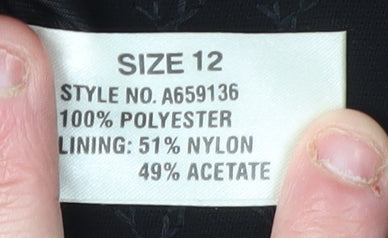 SIZE 12
STYLE NO. A659136
100% POLYESTER
LINING: 51% NYLON
49% ACETATE